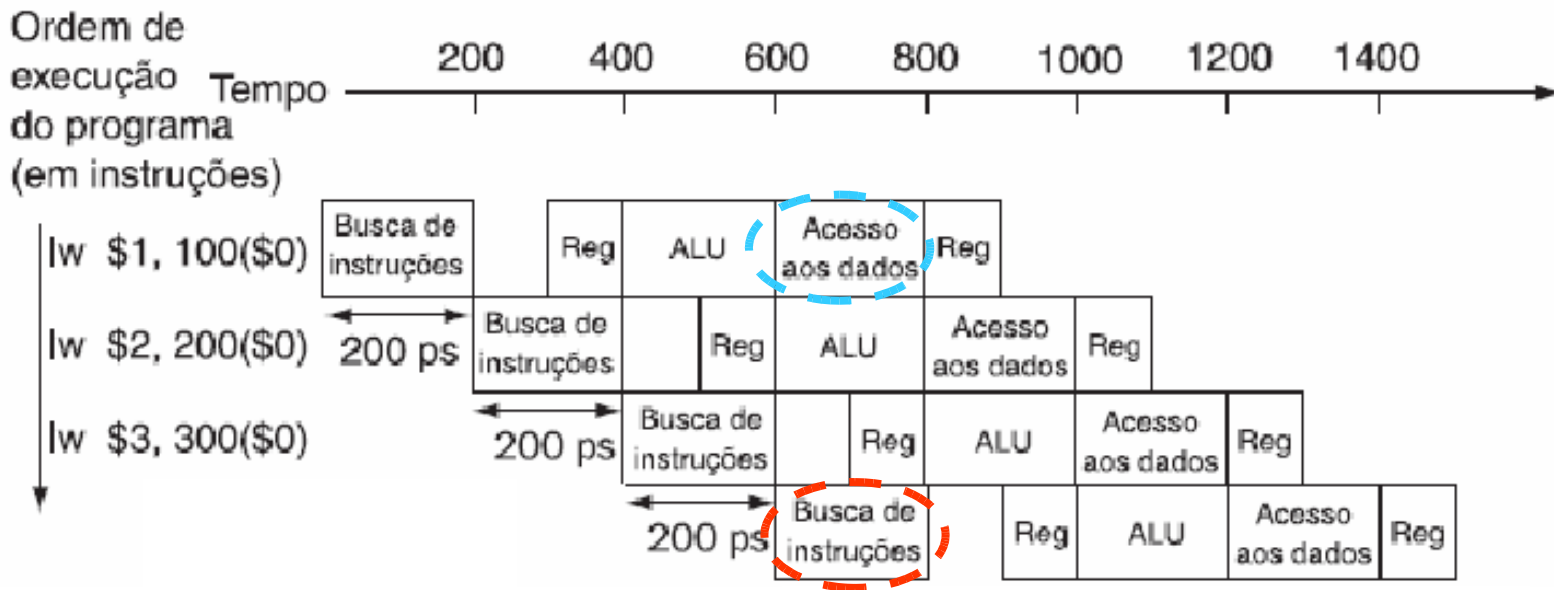 Ordem de
execução
do programa
(em instruções)
Tempo
200 400 600 800 1000 1200 1400
lw $1, 100($0)
Busca de
instruções
Reg
ALU
Acesso
aos dados
Reg
lw $2, 200($0)
200 ps
Busca de
instruções
Reg
ALU
Acesso
aos dados
Reg
lw $3, 300($0)
200 ps
Busca de
instruções
Reg
ALU
Acesso
aos dados
Reg
200 ps
Busca de
instruções
Reg
ALU
Acesso
aos dados
Reg